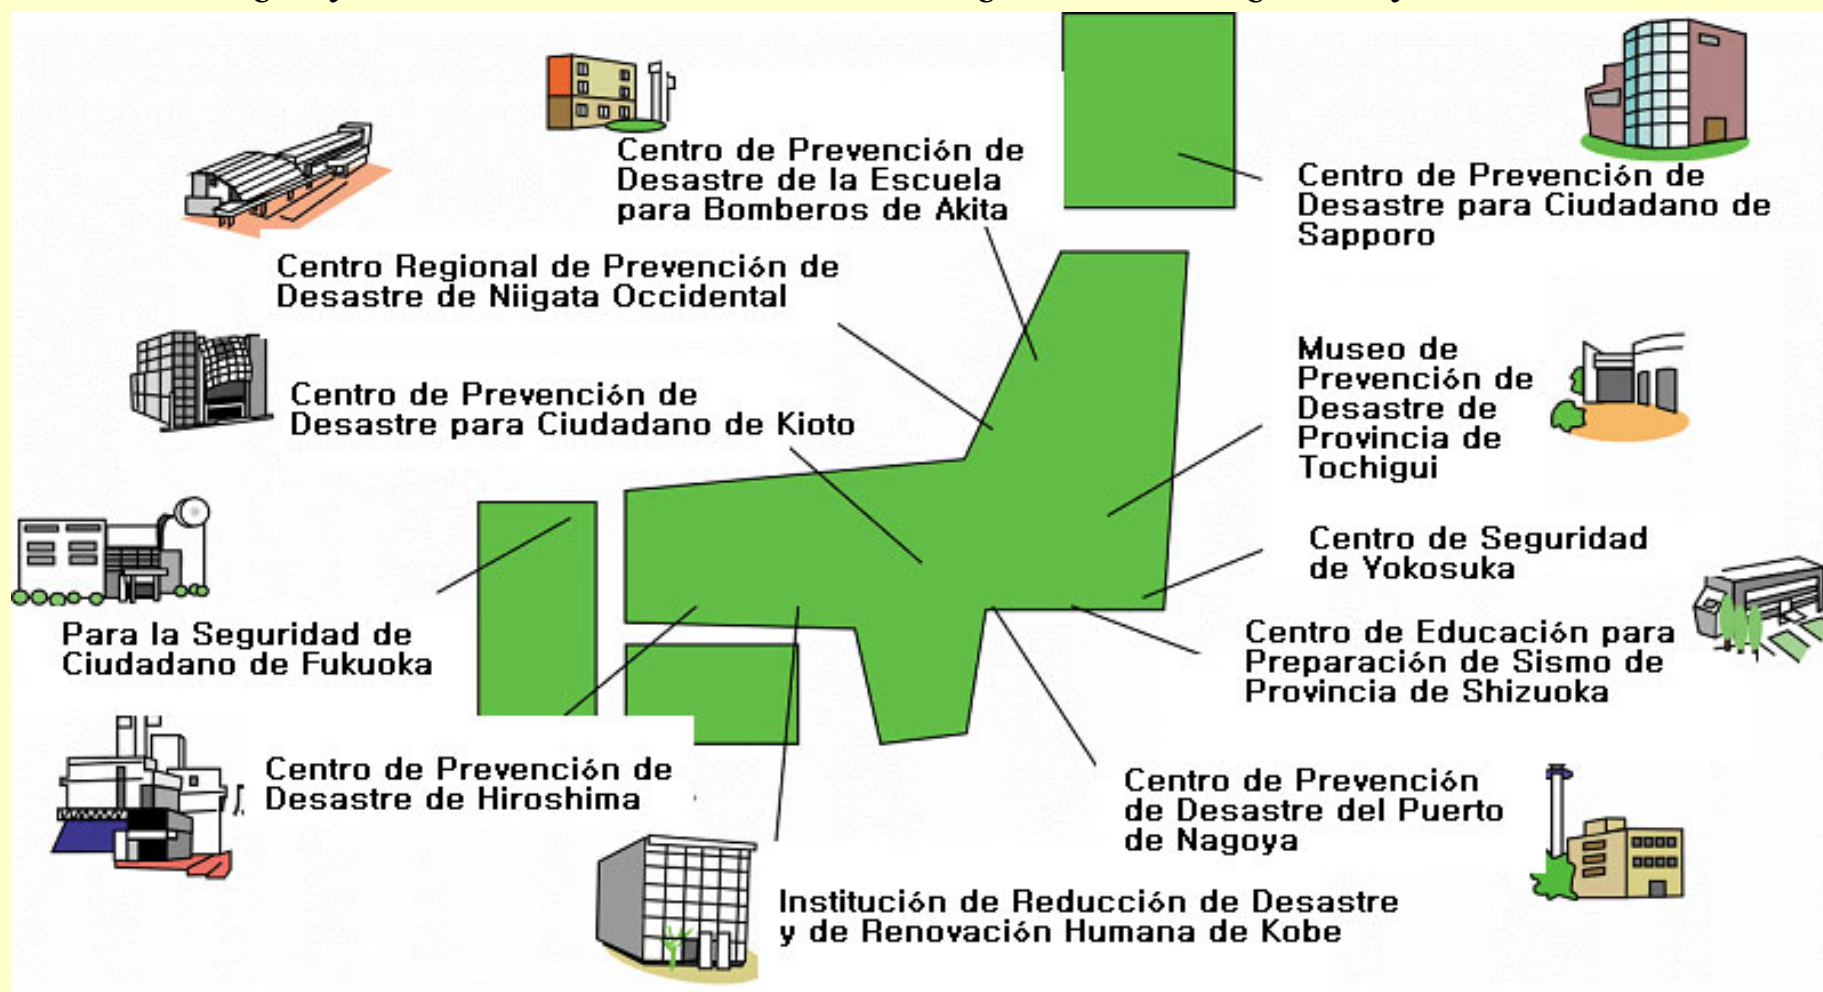 Centro de Prevención de
Desastre de la Escuela
para Bomberos de Akita
Centro de Prevención de
Desastre para Ciudadano de
Sapporo
Centro Regional de Prevención de
Desastre de Niigata Occidental
Museo de
Prevención de
Desastre de
Provincia de
Tochigui
Centro de Prevención de
Desastre para Ciudadano de Kioto
Centro de Seguridad
de Yokosuka
Para la Seguridad de
Ciudadano de Fukuoka
Centro de Educación para
Preparación de Sismo de
Provincia de Shizuoka
Centro de Prevención de
Desastre de Hiroshima
Centro de Prevención
de Desastre del Puerto
de Nagoya
Institución de Reducción de Desastre
y de Renovación Humana de Kobe